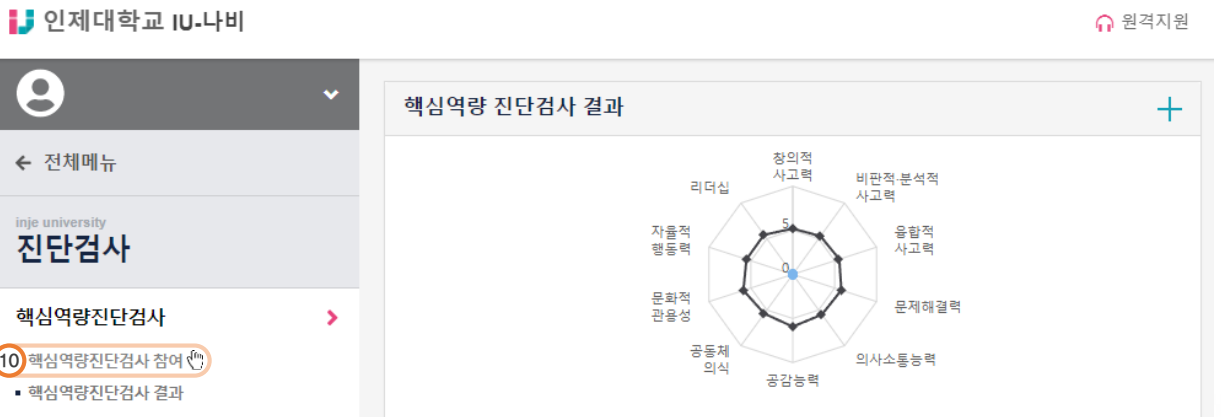 인제대학교 IU-나비
원격지원
← 전체메뉴
inje university
진단검사
핵심역량진단검사
10 핵심역량진단검사 참여
▪ 핵심역량진단검사 결과
핵심역량 진단검사 결과
창의적
사고력
비판적·분석적
사고력
융합적
사고력
문제해결력
의사소통능력
공감능력
공동체
의식
문화적
관용성
자율적
행동력
리더십
5
0